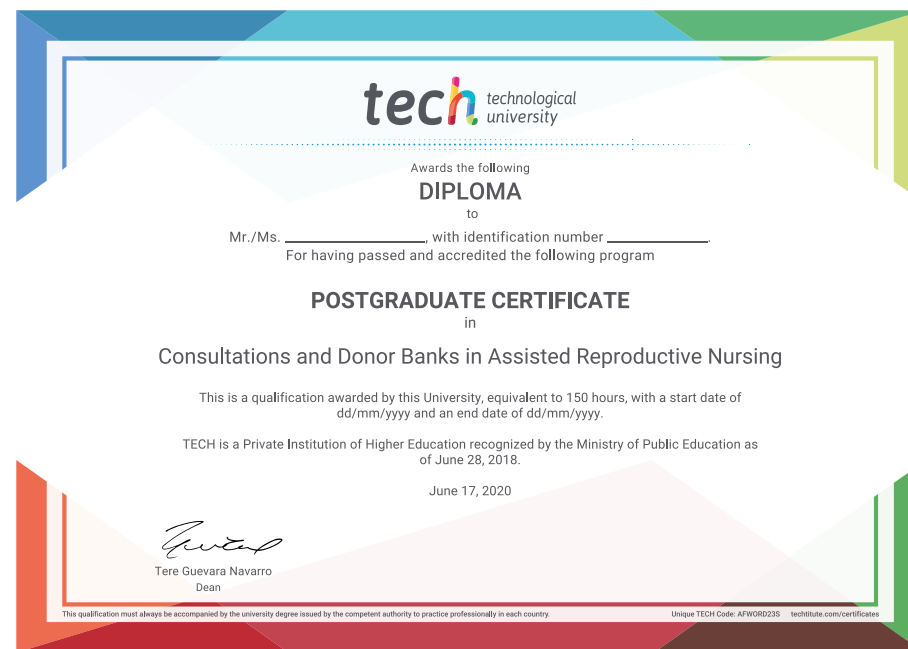 tech technological
university
Awards the following
DIPLOMA
to
Mr./Ms. ____________, with identification number ____________.
For having passed and accredited the following program
POSTGRADUATE CERTIFICATE
in
Consultations and Donor Banks in Assisted Reproductive Nursing
This is a qualification awarded by this University, equivalent to 150 hours, with a start date of
dd/mm/yyyy and an end date of dd/mm/yyyy.
TECH is a Private Institution of Higher Education recognized by the Ministry of Public Education as
of June 28, 2018.
June 17, 2020
Tere Guevara Navarro
Dean
This qualification must always be accompanied by the university degree issued by the competent authority to practice professionally in each country.
Unique TECH Code: AFWORD23S techtitute.com/certificates